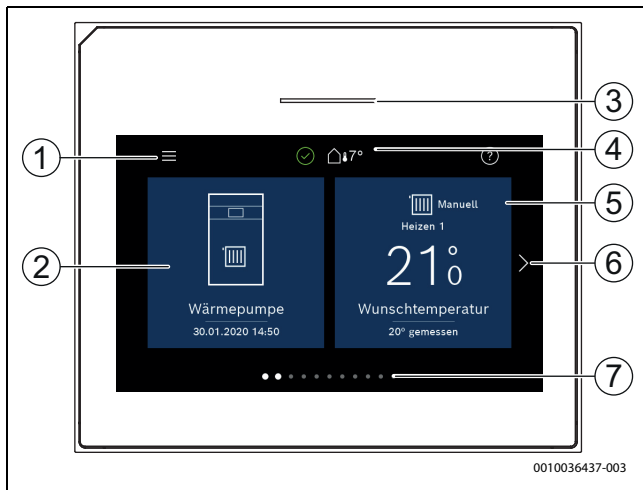 3
1
7°
?
4
Manuell
5
Heizen 1
2
21°0
6
Wärmepumpe
Wunschtemperatur
30.01.2020 14:50
20° gemessen
7
0010036437-003